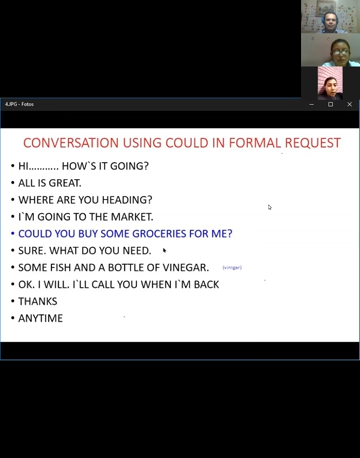 4.JPG - Fotos
CONVERSATION USING COULD IN FORMAL REQUEST
• HI........... HOW`S IT GOING?
• ALL IS GREAT.
• WHERE ARE YOU HEADING?
• I`M GOING TO THE MARKET.
• COULD YOU BUY SOME GROCERIES FOR ME?
• SURE. WHAT DO YOU NEED.
• SOME FISH AND A BOTTLE OF VINEGAR. (vinigar)
• OK. I WILL. I`LL CALL YOU WHEN I`M BACK
• THANKS
• ANYTIME